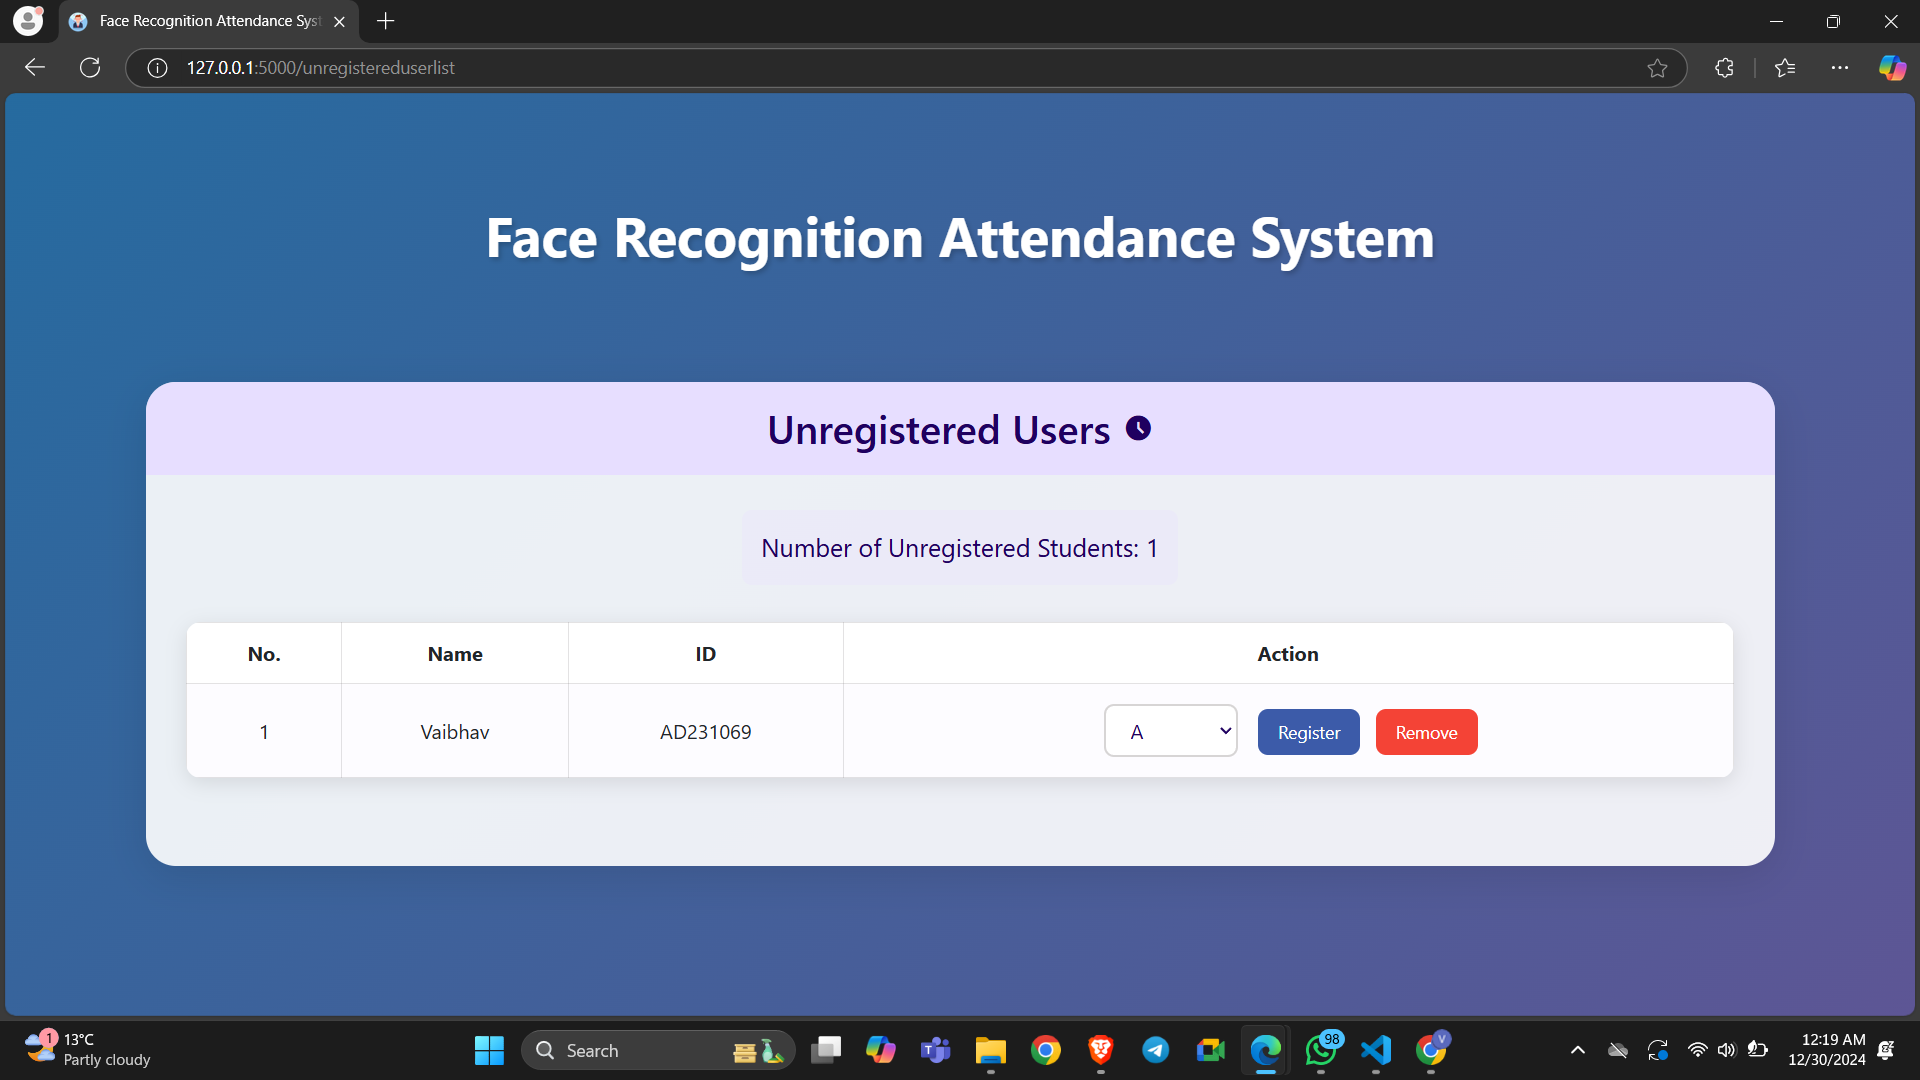 Face Recognition Attendance Syst
127.0.0.1:5000/unregistereduserlist
Face Recognition Attendance System
Unregistered Users
Number of Unregistered Students: 1
No. Name ID Action
1 Vaibhav AD231069 A Register Remove
1
13°C
Partly cloudy
Search
T
98
V
12:19 AM
12/30/2024